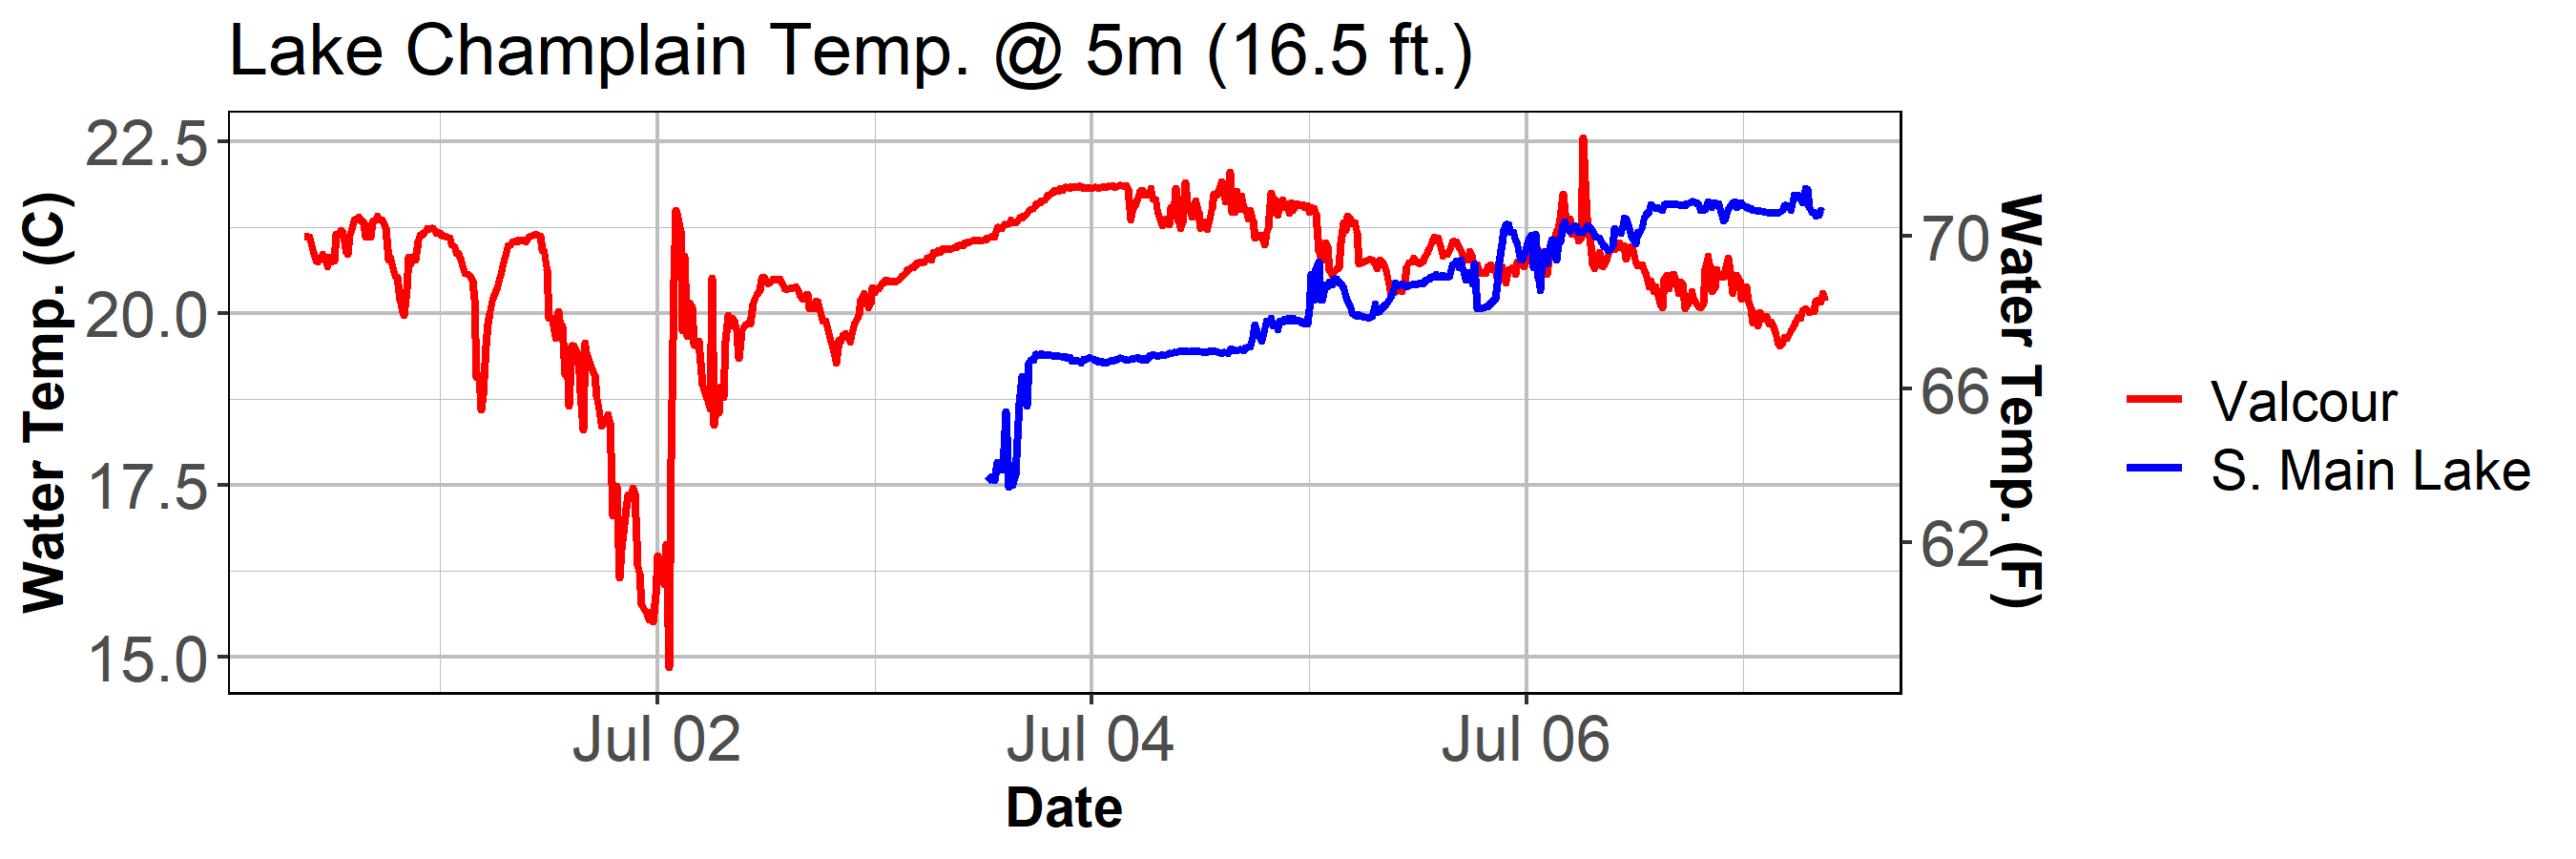 Lake Champlain Temp. @ 5m (16.5 ft.)
Water Temp. (C)
22.5
20.0
17.5
15.0
Jul 02
Jul 04
Jul 06
Date
70
66
62
Water Temp. (F)
Valcour
S. Main Lake